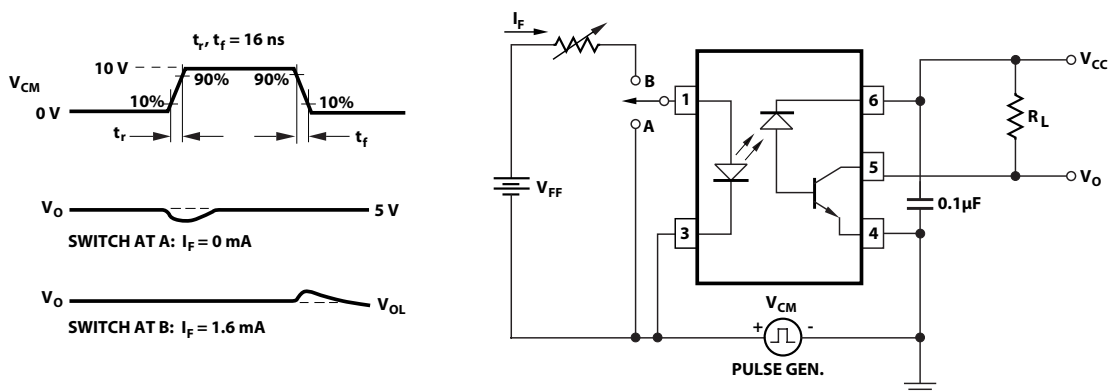 t_r, t_f = 16 ns
V_CM
10 V
90%
90%
10%
10%
0 V
t_r
t_f
V_O
5 V
SWITCH AT A: I_F = 0 mA
V_O
V_OL
SWITCH AT B: I_F = 1.6 mA
I_F
B
A
V_FF
1
3
6
5
4
V_CC
R_L
V_O
0.1µF
V_CM
+
-
PULSE GEN.